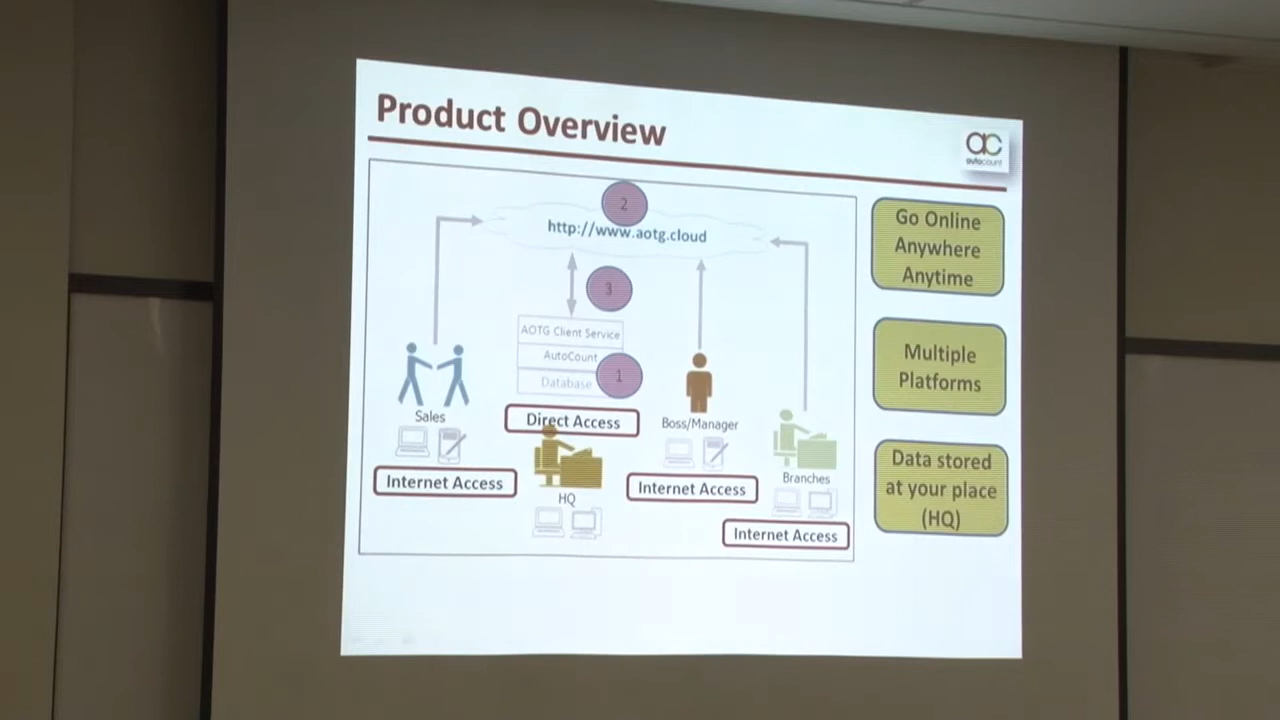 Product Overview
ac
autocount
2
http://www.aotg.cloud
3
AOTG Client Service
AutoCount
1
Database
Sales
Direct Access
Boss/Manager
Internet Access
HQ
Internet Access
Branches
Internet Access
Go Online
Anywhere
Anytime
Multiple
Platforms
Data stored
at your place
(HQ)